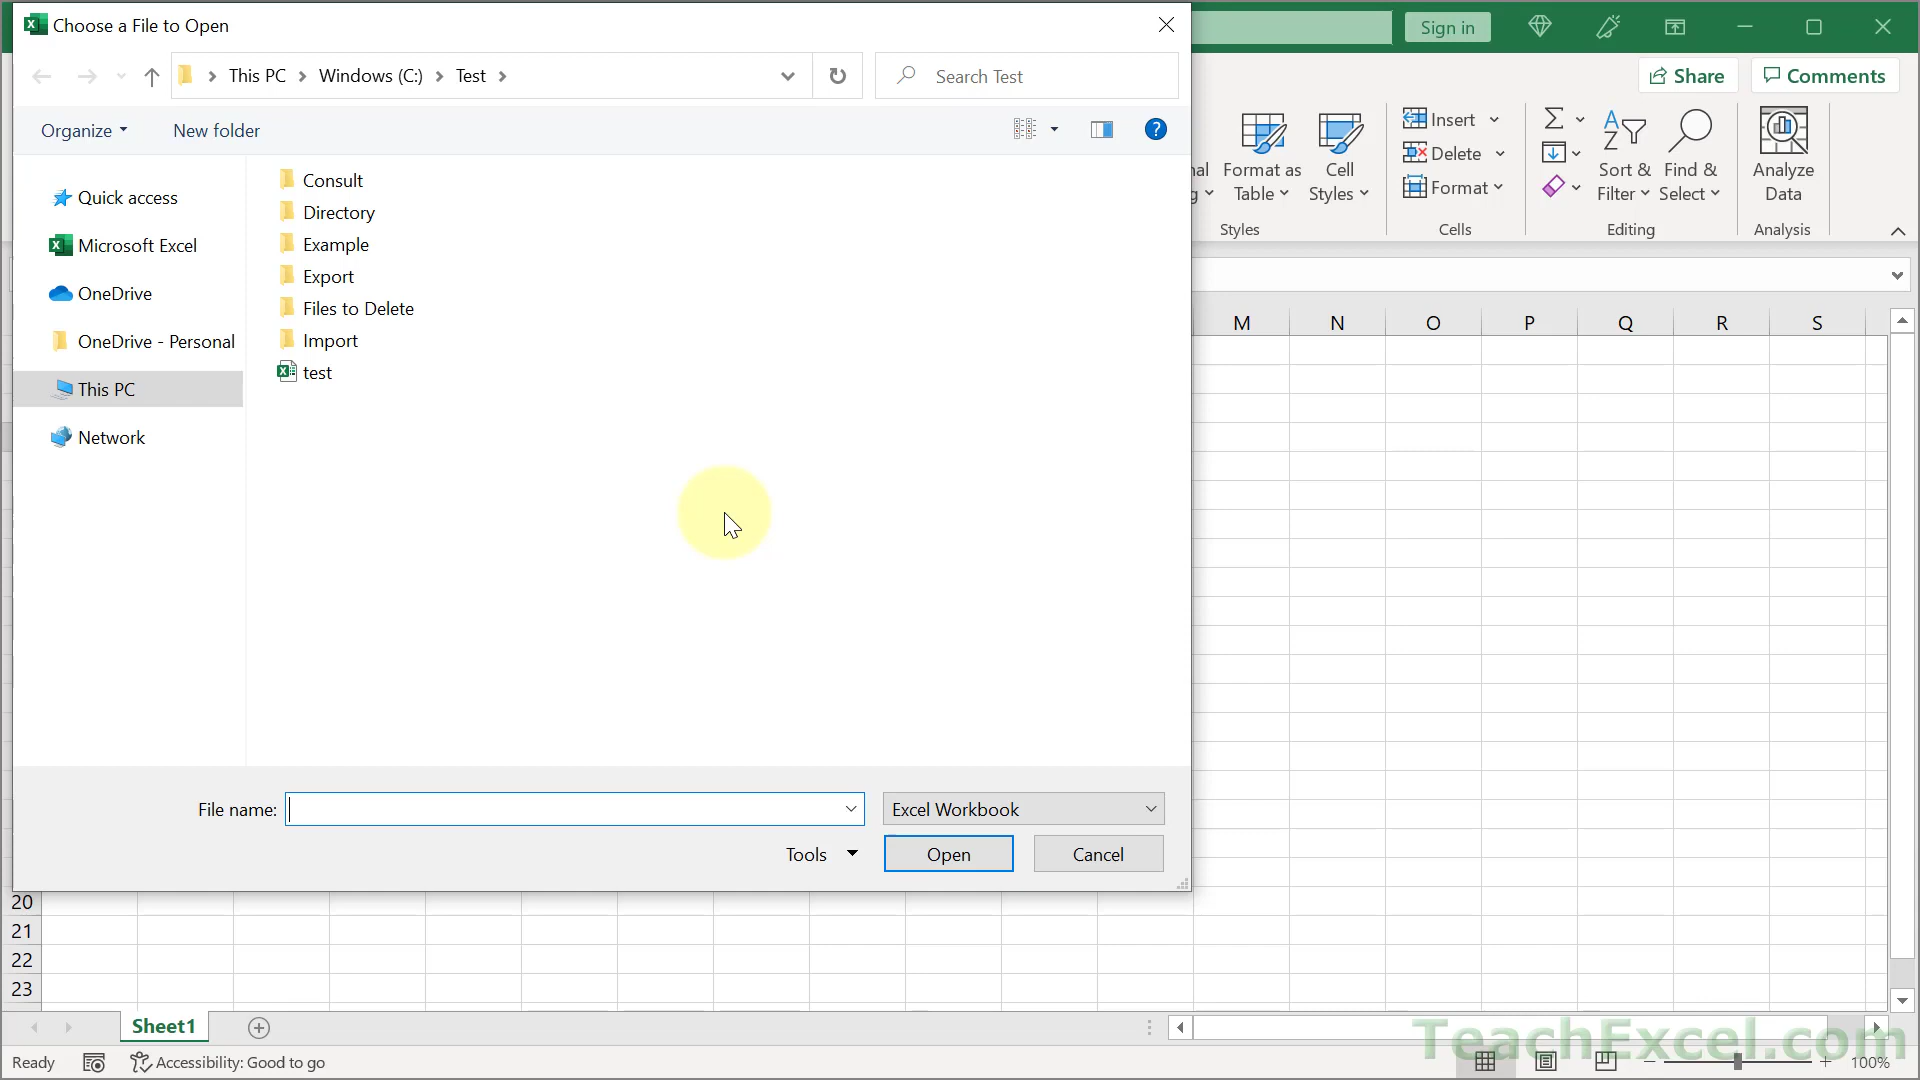 Choose a File to Open
Sign in
This PC > Windows (C:) > Test >
Search Test
Share
Comments
Organize
New folder
Insert
Delete
Format
Format as Table
Cell Styles
Sort & Filter
Find & Select
Analyze Data
Styles
Cells
Editing
Analysis
Quick access
Microsoft Excel
OneDrive
OneDrive - Personal
This PC
Network
Consult
Directory
Example
Export
Files to Delete
Import
test
M N O P Q R S
File name:
Excel Workbook
Tools
Open
Cancel
20
21
22
23
Sheet1
TeachExcel.com
Ready
Accessibility: Good to go
100%